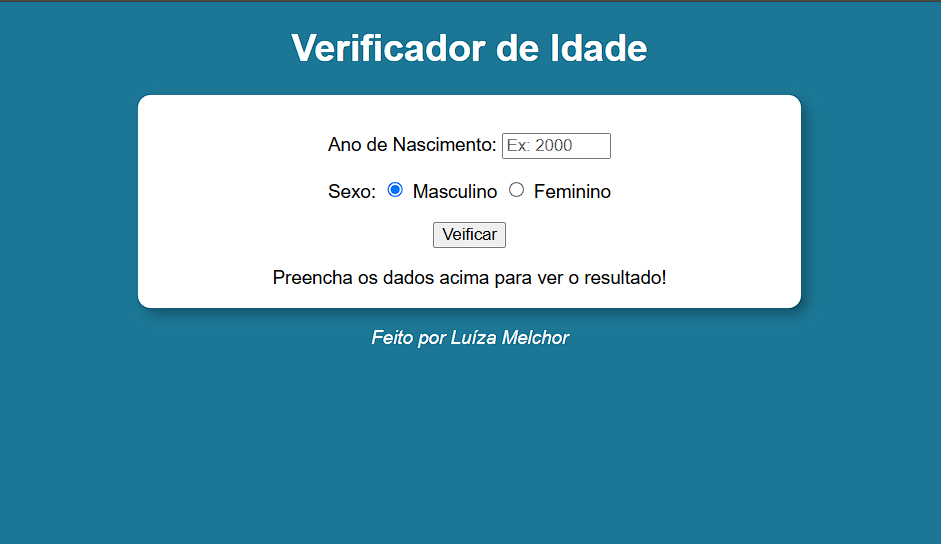 Verificador de Idade
Ano de Nascimento: Ex: 2000
Sexo: Masculino Feminino
Veificar
Preencha os dados acima para ver o resultado!
Feito por Luíza Melchor